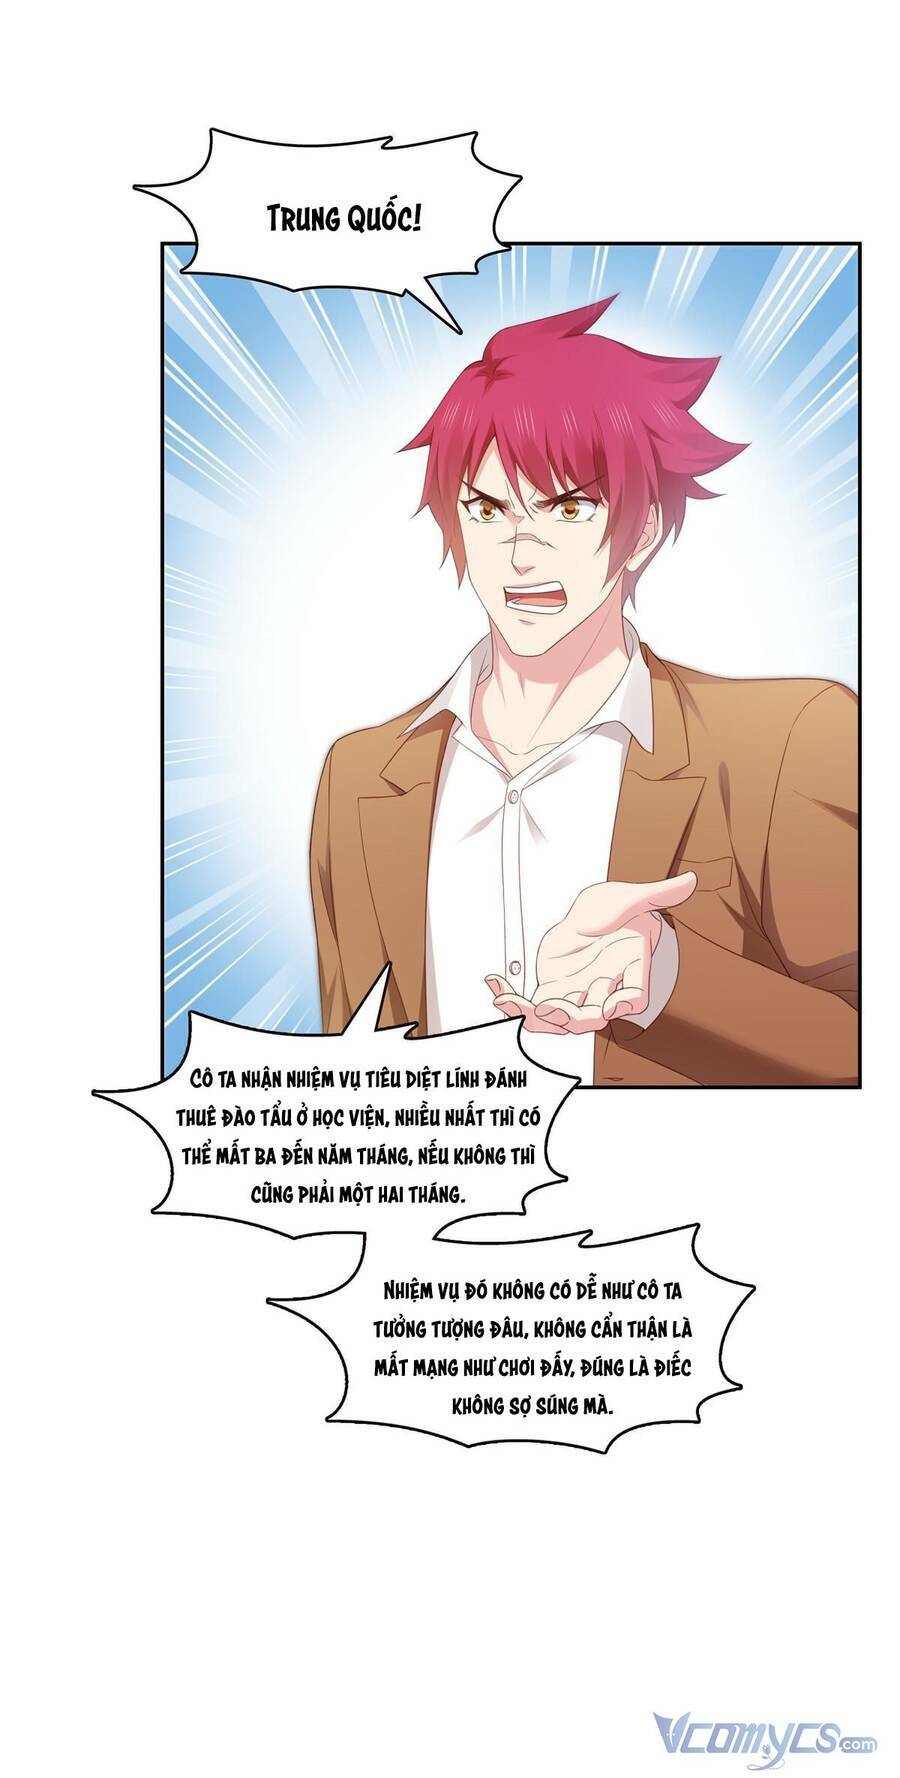 TRUNG QUỐC!
CÔ TA NHẬN NHIỆM VỤ TIÊU DIỆT LÍNH ĐÁNH
THUÊ ĐÀO TẨU Ở HỌC VIỆN, NHIỀU NHẤT THÌ CÓ
THỂ MẤT BA ĐẾN NĂM THÁNG, NẾU KHÔNG THÌ
CŨNG PHẢI MỘT HAI THÁNG.
NHIỆM VỤ ĐÓ KHÔNG CÓ DỄ NHƯ CÔ TA
TƯỞNG TƯỢNG ĐÂU, KHÔNG CẨN THẬN LÀ
MẤT MẠNG NHƯ CHƠI ĐẤY, ĐÚNG LÀ ĐIẾC
KHÔNG SỢ SÚNG MÀ.
VCOMYCS.com